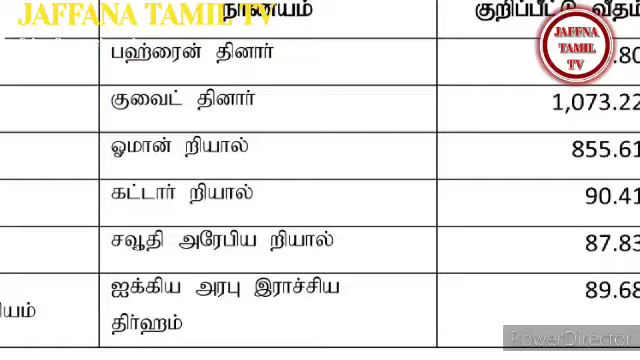 JAFFANA TAMIL TV
நாணயம் குறிப்பீட்டு வீதம்
JAFFNA
TAMIL
TV
பஹ்ரைன் தினார் .80
குவைட் தினார் 1,073.22
ஓமான் றியால் 855.61
கட்டார் றியால் 90.41
சவூதி அரேபிய றியால் 87.83
ஐக்கிய அரபு இராச்சிய 89.68
யம் திர்ஹம்
PowerDirector